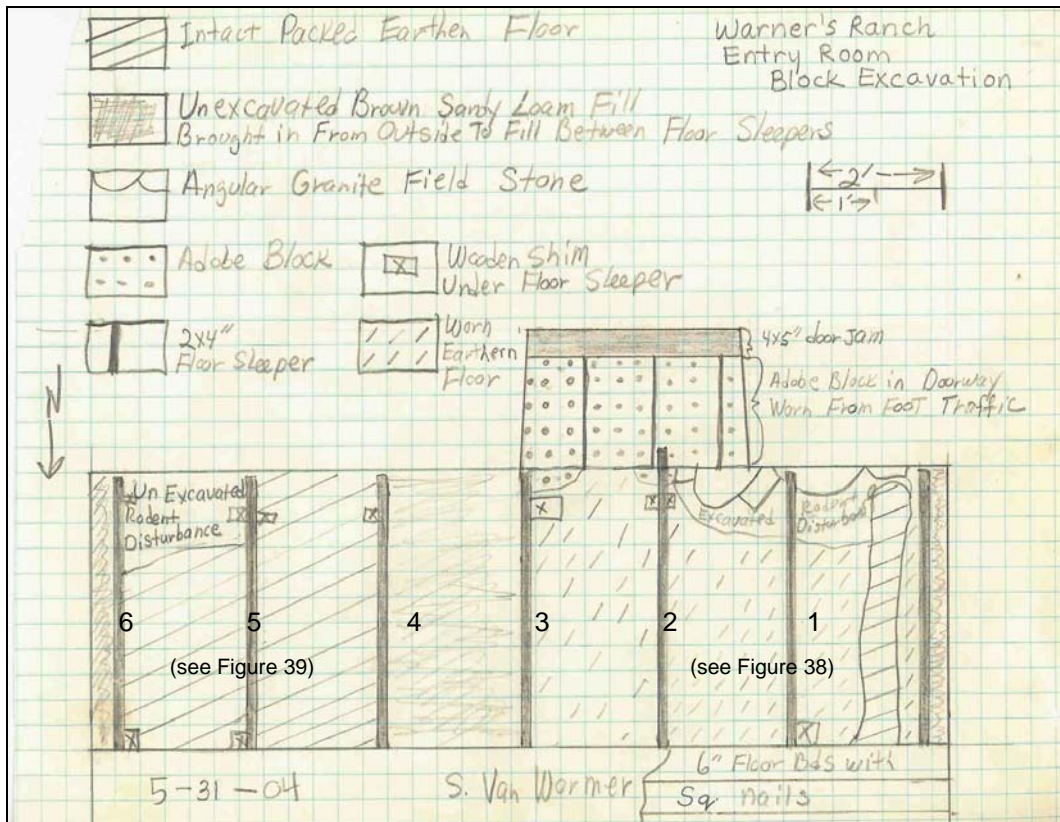 Intact Packed Earthen Floor
Warner's Ranch
Entry Room
Block Excavation
Unexcavated Brown Sandy Loam Fill
Brought in From Outside To Fill Between Floor Sleepers
Angular Granite Field Stone
2'
1'
Adobe Block
Wooden Shim
Under Floor Sleeper
2x4"
Floor Sleeper
Worn
Earthern
Floor
4x5" door Jam
Adobe Block in Doorway
Worn From Foot Traffic
N
Un Excavated
Rodent
Disturbance
Excavated
Rodent
Disturbance
6 5 4 3 2 1
(see Figure 39) (see Figure 38)
5-31-04 S. Van Wormer
6" Floor Bds with
Sq nails